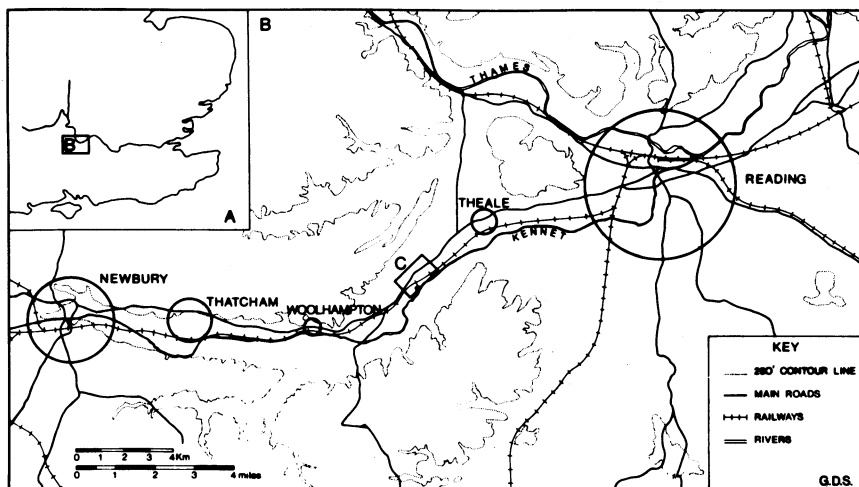 B
THAMES
B
A
READING
THEALE
KENNET
C
NEWBURY
THATCHAM
WOOLHAMPTON
KEY
260' CONTOUR LINE
MAIN ROADS
RAILWAYS
RIVERS
0 1 2 3 4Km
0 1 2 3 4 miles
G.D.S.